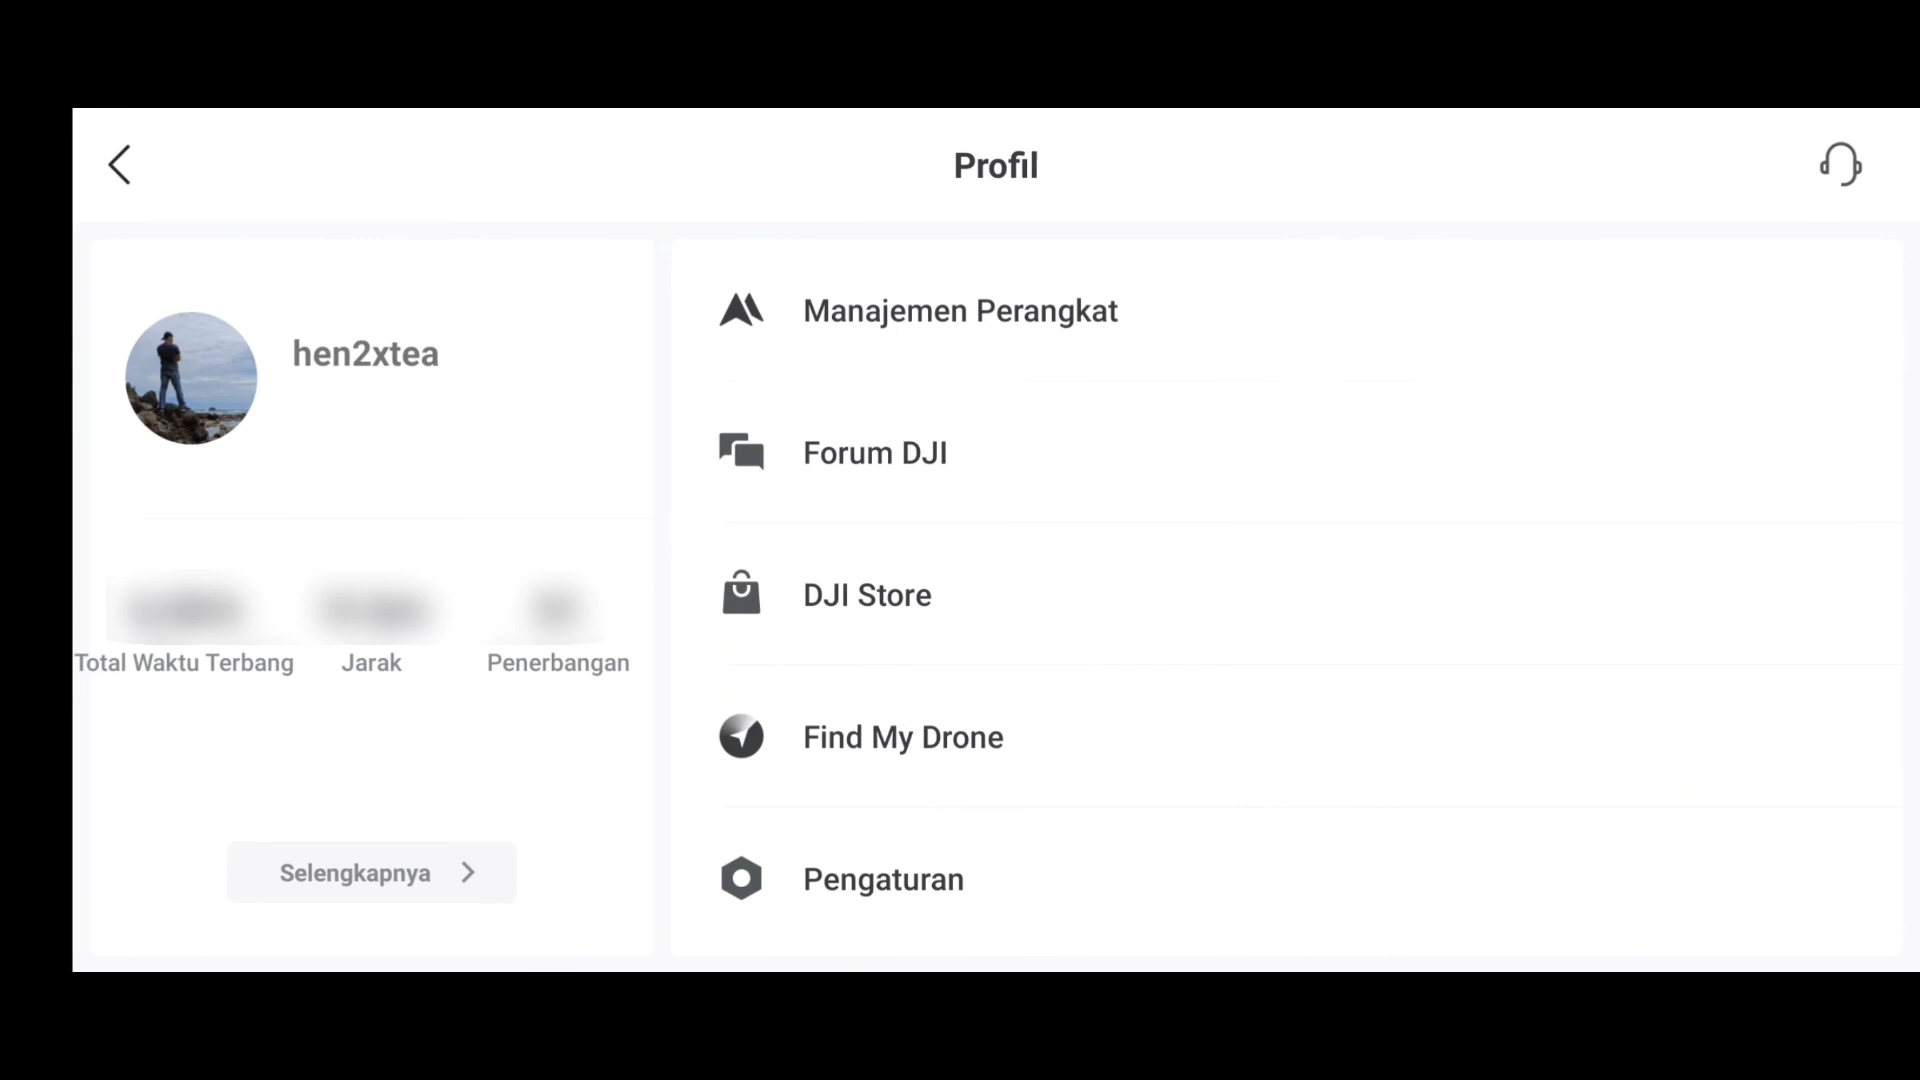 Profil
hen2xtea
Total Waktu Terbang
Jarak
Penerbangan
Selengkapnya
Manajemen Perangkat
Forum DJI
DJI Store
Find My Drone
Pengaturan